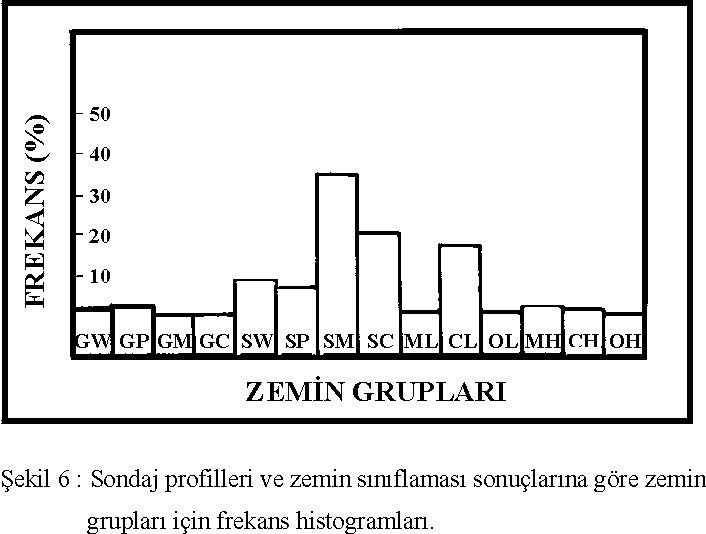 FREKANS (%)
50
40
30
20
10
GW GP GM GC SW SP SM SC ML CL OL MH CH OH
ZEMİN GRUPLARI
Şekil 6 : Sondaj profilleri ve zemin sınıflaması sonuçlarına göre zemin
grupları için frekans histogramları.